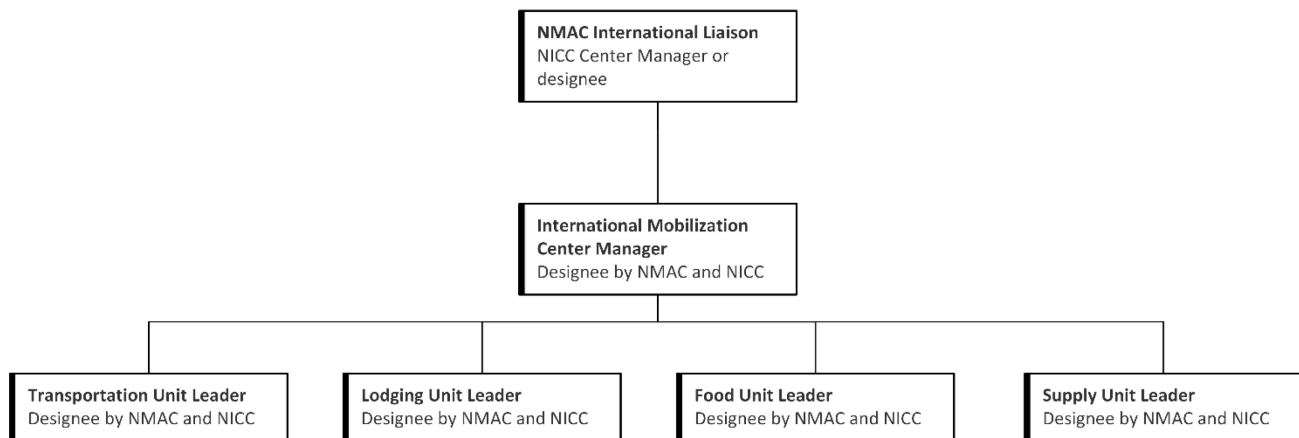 NMAC International Liaison
NICC Center Manager or
designee
International Mobilization
Center Manager
Designee by NMAC and NICC
Transportation Unit Leader
Designee by NMAC and NICC
Lodging Unit Leader
Designee by NMAC and NICC
Food Unit Leader
Designee by NMAC and NICC
Supply Unit Leader
Designee by NMAC and NICC